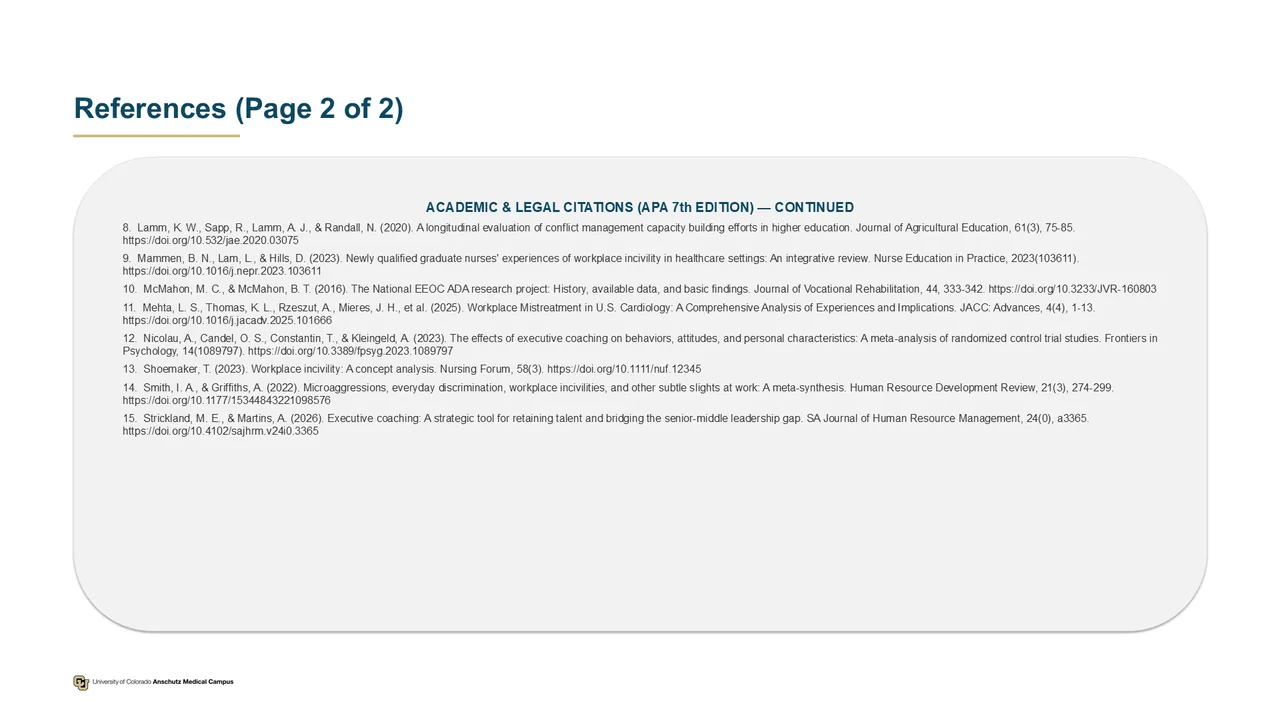 References (Page 2 of 2)
ACADEMIC & LEGAL CITATIONS (APA 7th EDITION) — CONTINUED
8. Lamm, K. W., Sapp, R., Lamm, A. J., & Randall, N. (2020). A longitudinal evaluation of conflict management capacity building efforts in higher education. Journal of Agricultural Education, 61(3), 75-85.
https://doi.org/10.532/jae.2020.03075
9. Mammen, B. N., Lam, L., & Hills, D. (2023). Newly qualified graduate nurses' experiences of workplace incivility in healthcare settings: An integrative review. Nurse Education in Practice, 2023(103611).
https://doi.org/10.1016/j.nepr.2023.103611
10. McMahon, M. C., & McMahon, B. T. (2016). The National EEOC ADA research project: History, available data, and basic findings. Journal of Vocational Rehabilitation, 44, 333-342. https://doi.org/10.3233/JVR-160803
11. Mehta, L. S., Thomas, K. L., Rzeszut, A., Mieres, J. H., et al. (2025). Workplace Mistreatment in U.S. Cardiology: A Comprehensive Analysis of Experiences and Implications. JACC: Advances, 4(4), 1-13.
https://doi.org/10.1016/j.jacadv.2025.101666
12. Nicolau, A., Candel, O. S., Constantin, T., & Kleingeld, A. (2023). The effects of executive coaching on behaviors, attitudes, and personal characteristics: A meta-analysis of randomized control trial studies. Frontiers in
Psychology, 14(1089797). https://doi.org/10.3389/fpsyg.2023.1089797
13. Shoemaker, T. (2023). Workplace incivility: A concept analysis. Nursing Forum, 58(3). https://doi.org/10.1111/nuf.12345
14. Smith, I. A., & Griffiths, A. (2022). Microaggressions, everyday discrimination, workplace incivilities, and other subtle slights at work: A meta-synthesis. Human Resource Development Review, 21(3), 274-299.
https://doi.org/10.1177/15344843221098576
15. Strickland, M. E., & Martins, A. (2026). Executive coaching: A strategic tool for retaining talent and bridging the senior-middle leadership gap. SA Journal of Human Resource Management, 24(0), a3365.
https://doi.org/10.4102/sajhrm.v24i0.3365
University of Colorado Anschutz Medical Campus